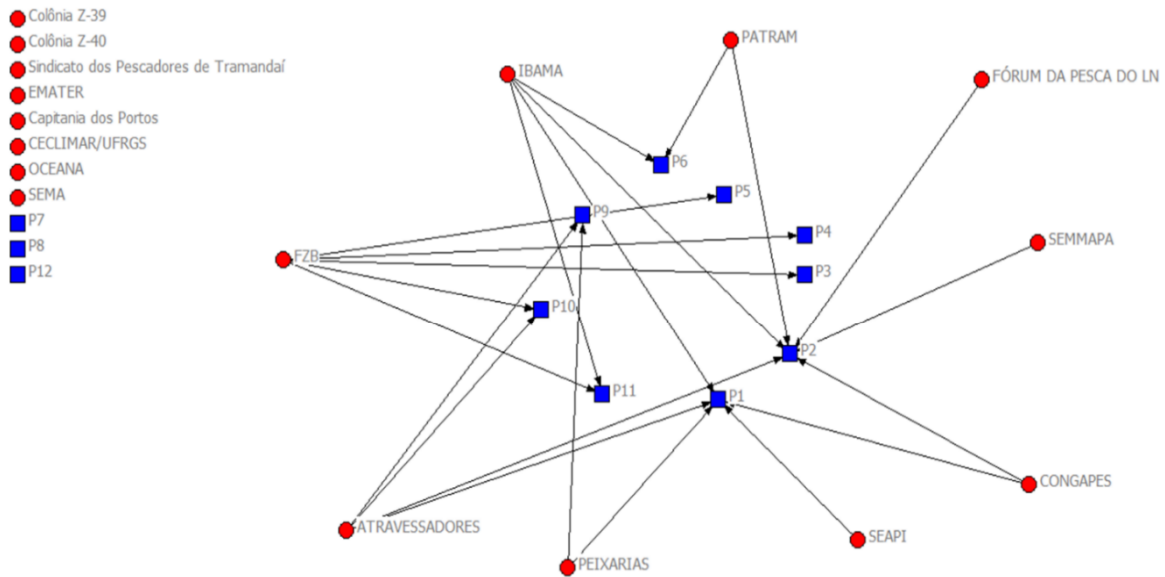 Colônia Z-39
Colônia Z-40
Sindicato dos Pescadores de Tramandaí
EMATER
Capitania dos Portos
CECLIMAR/UFRGS
OCEANA
SEMA
P7
P8
P12
PATRAM
IBAMA
FÓRUM DA PESCA DO LN
P6
P5
P9
P4
SEMMAPA
FZB
P3
P10
P2
P11
P1
CONGAPES
ATRAVESSADORES
SEAPI
PEIXARIAS